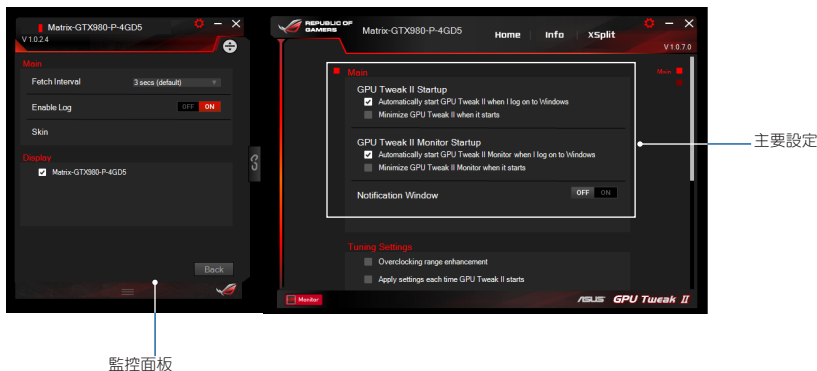 Matrix-GTX980-P-4GD5
V 1.0.2.4
Main
Fetch Interval 3 secs (default)
Enable Log OFF ON
Skin
Display
Matrix-GTX980-P-4GD5
Back
REPUBLIC OF
GAMERS
Matrix-GTX980-P-4GD5 Home Info XSplit
V 1.0.7.0
Main
Main
GPU Tweak II Startup
Automatically start GPU Tweak II when I log on to Windows
Minimize GPU Tweak II when it starts
GPU Tweak II Monitor Startup
Automatically start GPU Tweak II Monitor when I log on to Windows
Minimize GPU Tweak II Monitor when it starts
Notification Window OFF ON
Tuning Settings
Overclocking range enhancement
Apply settings each time GPU Tweak II starts
Monitor
ASUS GPU Tweak II
主要設定
監控面板